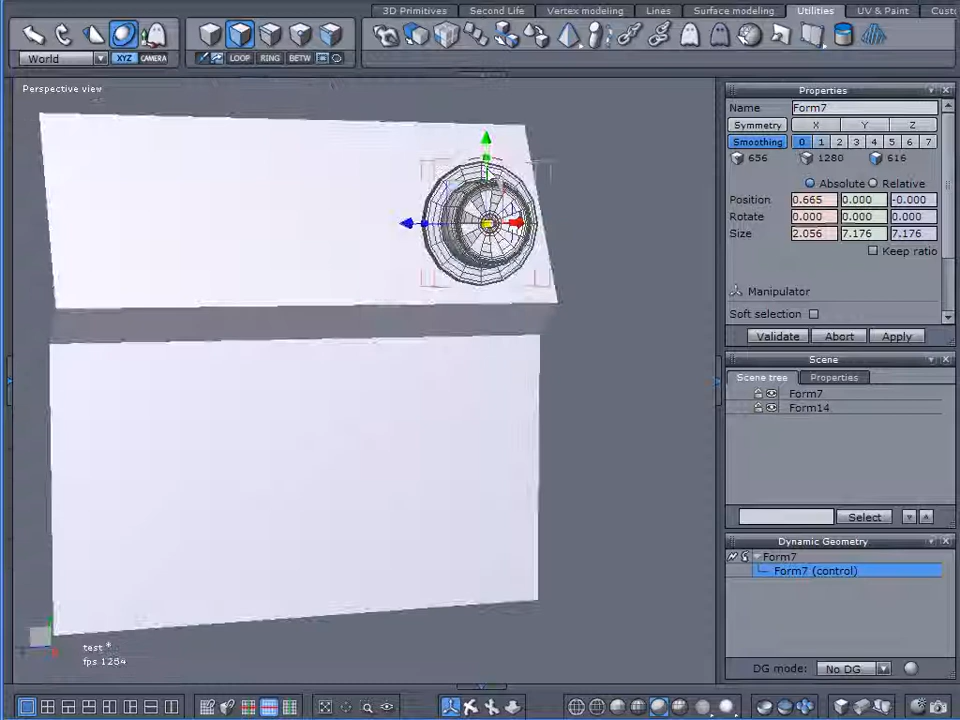 3D Primitives Second Life Vertex modeling Lines Surface modeling Utilities UV & Paint Cust
World XYZ CAMERA LOOP RING BETW
Perspective view
Properties
Name Form7
Symmetry X Y Z
Smoothing 0 1 2 3 4 5 6 7
656 1280 616
Absolute Relative
Position 0.665 0.000 -0.000
Rotate 0.000 0.000 0.000
Size 2.056 7.176 7.176
Keep ratio
Manipulator
Soft selection
Validate Abort Apply
Scene
Scene tree Properties
Form7
Form14
Select
Dynamic Geometry
Form7
Form7 (control)
test *
fps 1254
DG mode: No DG